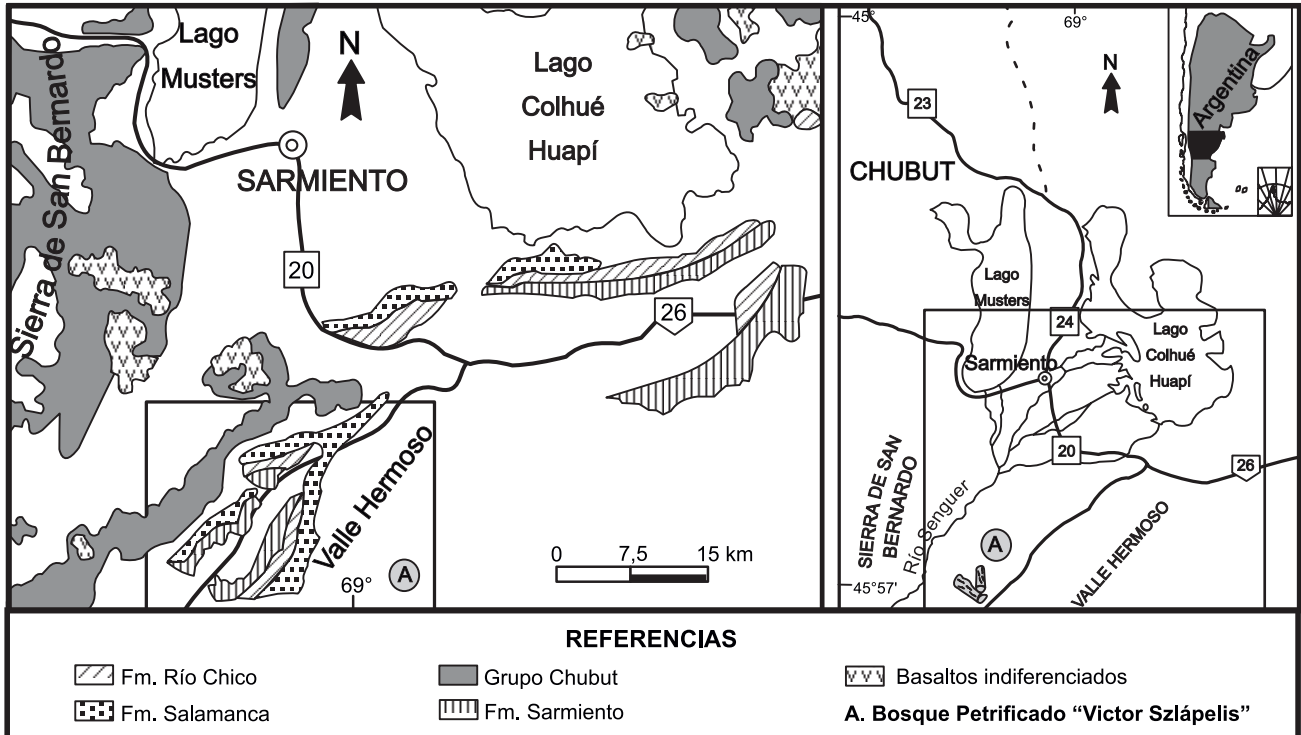 Lago
Musters
N
Lago
Colhué
Huapí
Sierra de San Bernardo
SARMIENTO
20
26
Valle Hermoso
0 7,5 15 km
69°
A
45°
69°
N
Argentina
23
CHUBUT
Lago
Musters
24
Lago
Colhué
Huapí
Sarmiento
20
26
SIERRA DE SAN
BERNARDO
Río Senguer
A
VALLE HERMOSO
45°57'
REFERENCIAS
Fm. Río Chico
Grupo Chubut
Basaltos indiferenciados
Fm. Salamanca
Fm. Sarmiento
A. Bosque Petrificado “Victor Szlápelis”